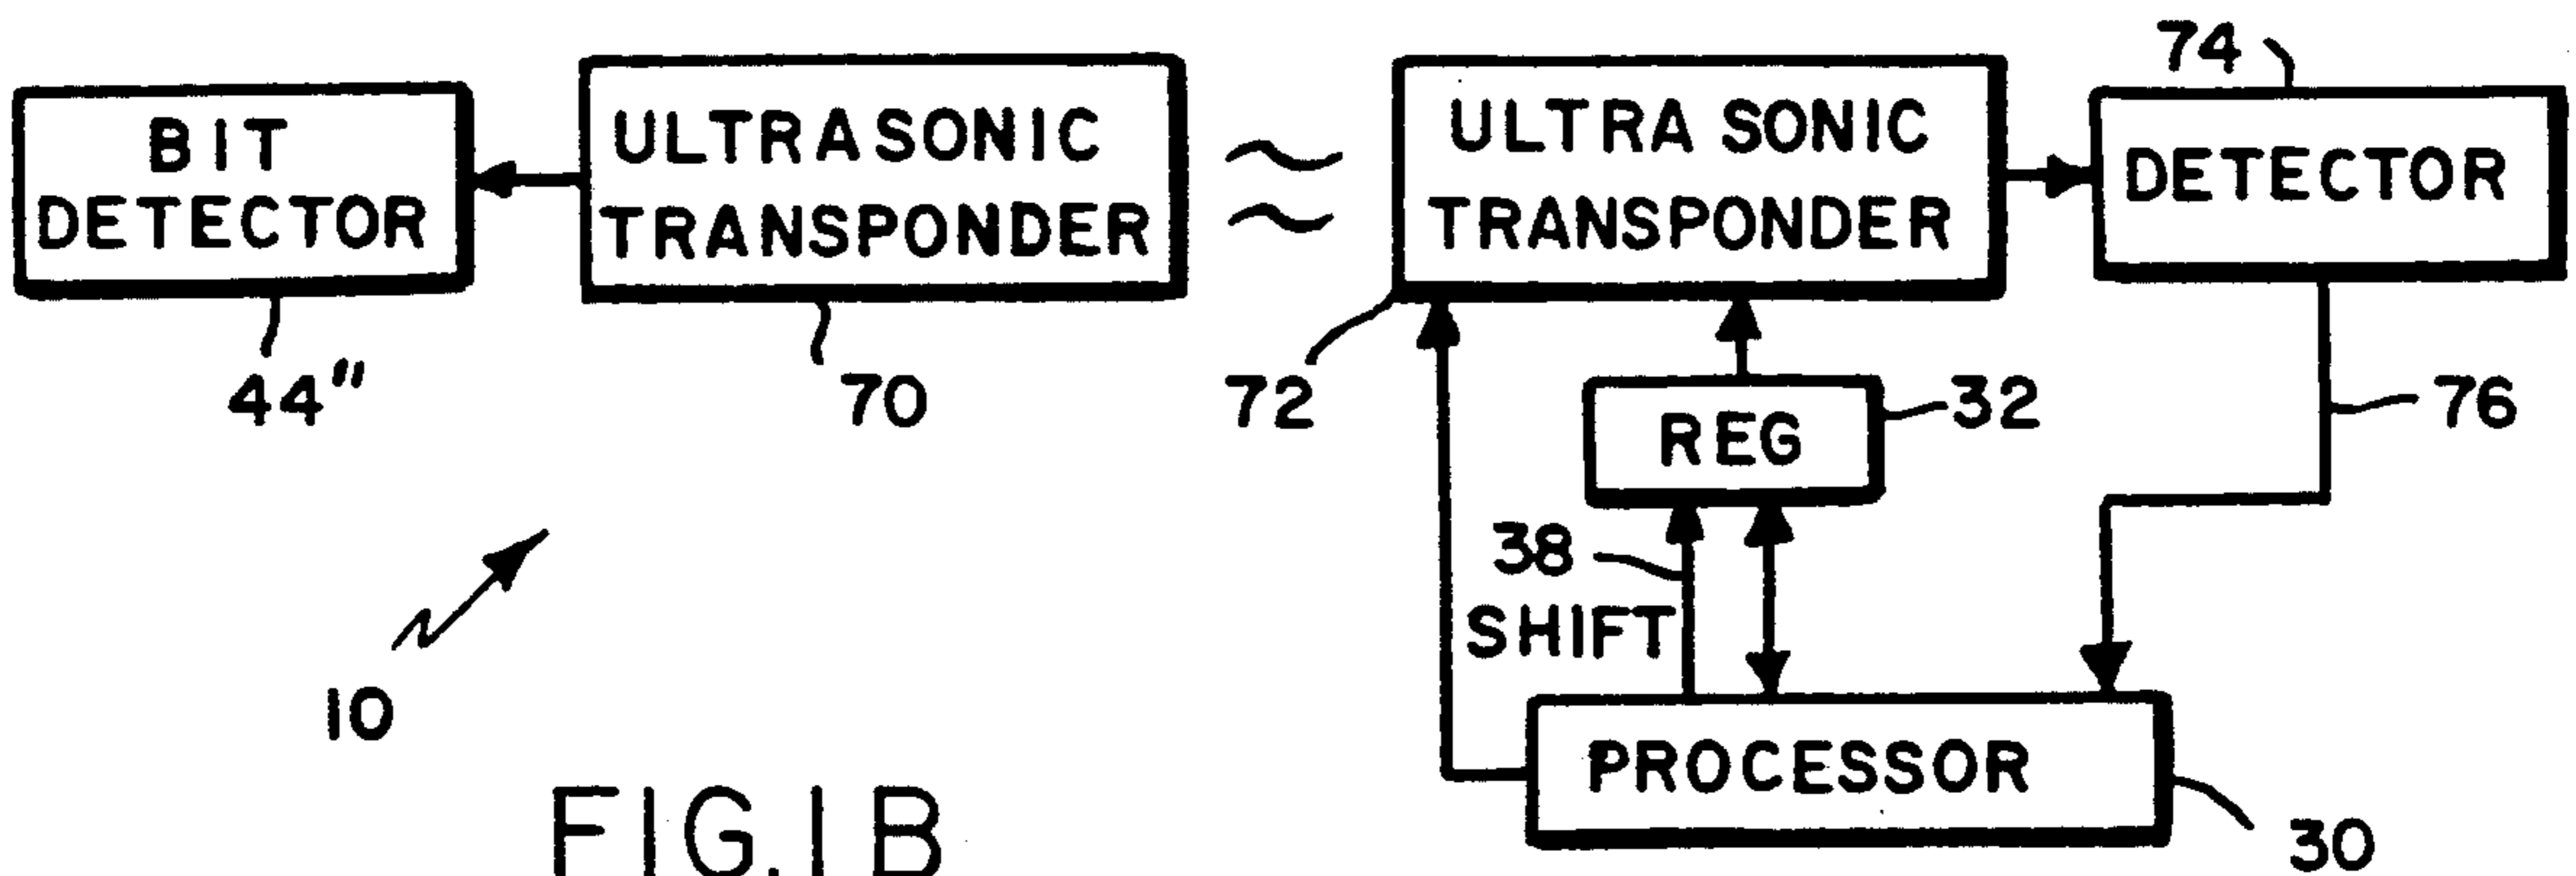 74
BIT
DETECTOR
ULTRASONIC
TRANSPONDER
ULTRA SONIC
TRANSPONDER
DETECTOR
44"
70
72
REG
32
76
38
SHIFT
10
PROCESSOR
30
FIG.1B